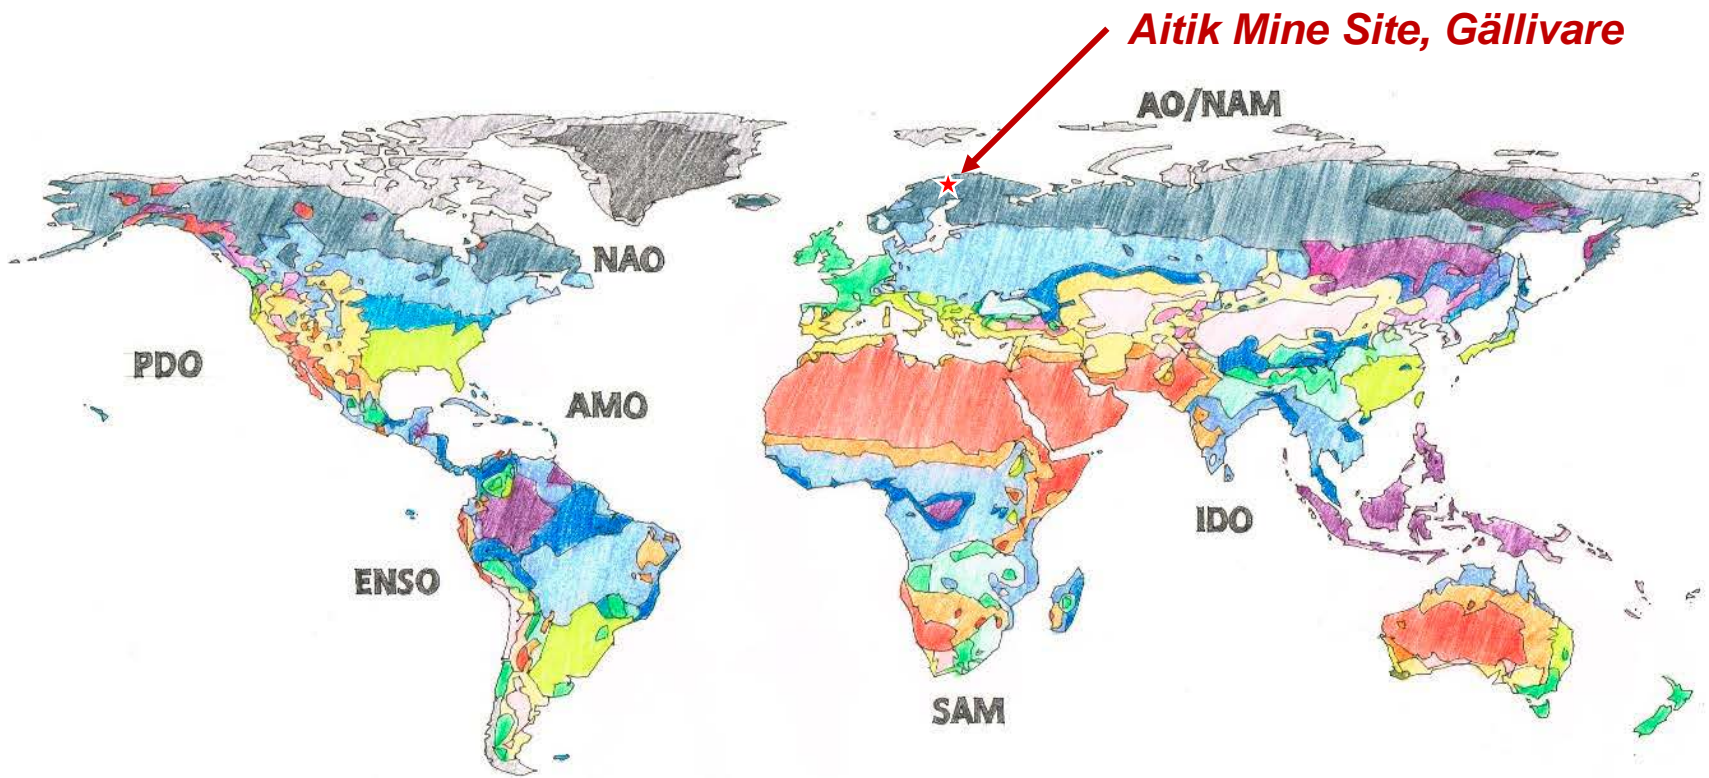 Aitik Mine Site, Gällivare
AO/NAM
NAO
PDO
AMO
IDO
ENSO
SAM